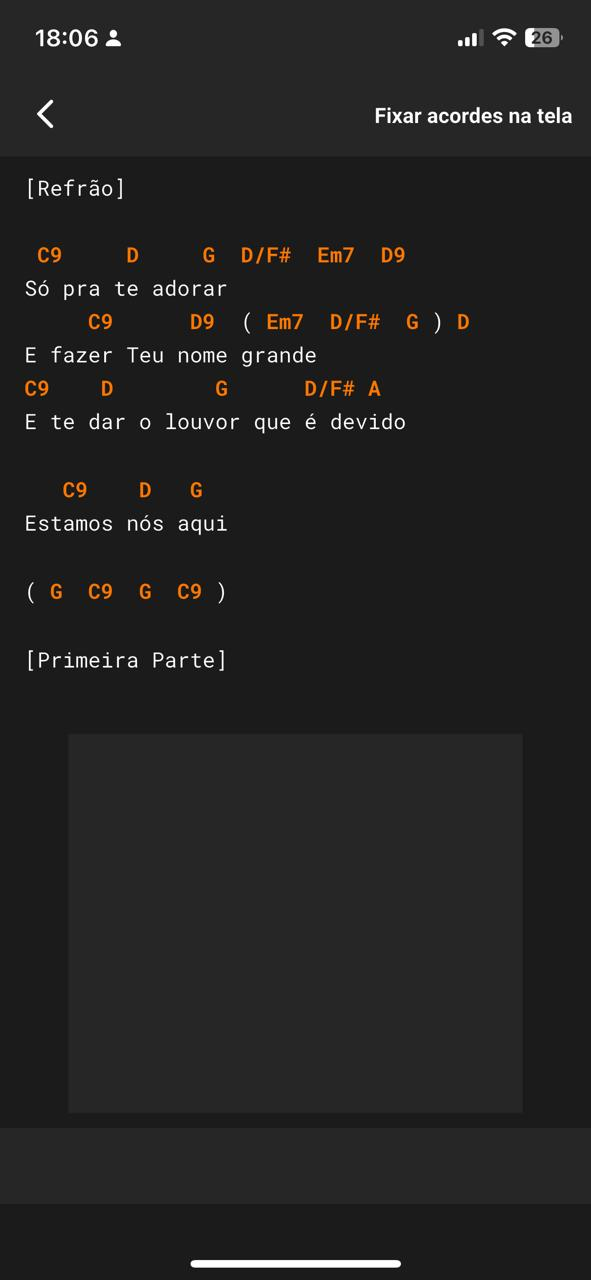 18:06
26
Fixar acordes na tela
[Refrão]
C9 D G D/F# Em7 D9
Só pra te adorar
C9 D9 ( Em7 D/F# G ) D
E fazer Teu nome grande
C9 D G D/F# A
E te dar o louvor que é devido
C9 D G
Estamos nós aqui
( G C9 G C9 )
[Primeira Parte]